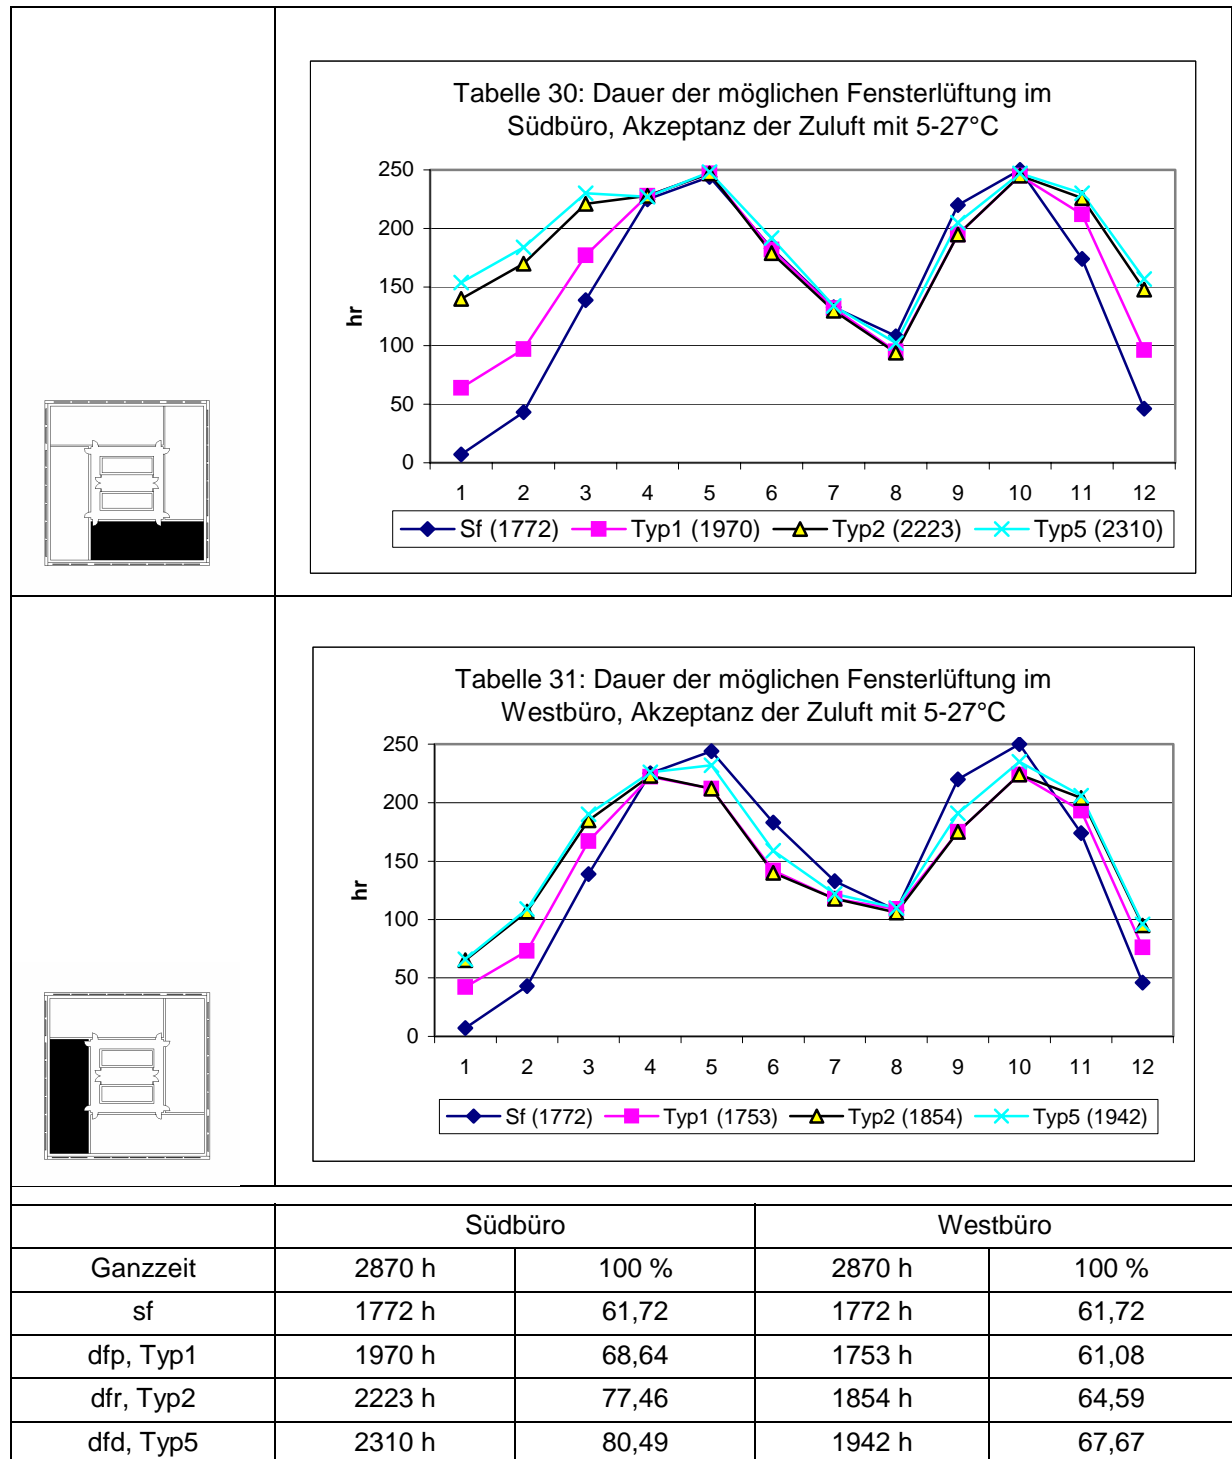 Tabelle 30: Dauer der möglichen Fensterlüftung im
Südbüro, Akzeptanz der Zuluft mit 5-27°C
250
200
150
100
50
0
hr
1 2 3 4 5 6 7 8 9 10 11 12
Sf (1772) Typ1 (1970) Typ2 (2223) Typ5 (2310)
Tabelle 31: Dauer der möglichen Fensterlüftung im
Westbüro, Akzeptanz der Zuluft mit 5-27°C
250
200
150
100
50
0
hr
1 2 3 4 5 6 7 8 9 10 11 12
Sf (1772) Typ1 (1753) Typ2 (1854) Typ5 (1942)
Südbüro Westbüro
Ganzzeit 2870 h 100 % 2870 h 100 %
sf 1772 h 61,72 1772 h 61,72
dfp, Typ1 1970 h 68,64 1753 h 61,08
dfr, Typ2 2223 h 77,46 1854 h 64,59
dfd, Typ5 2310 h 80,49 1942 h 67,67